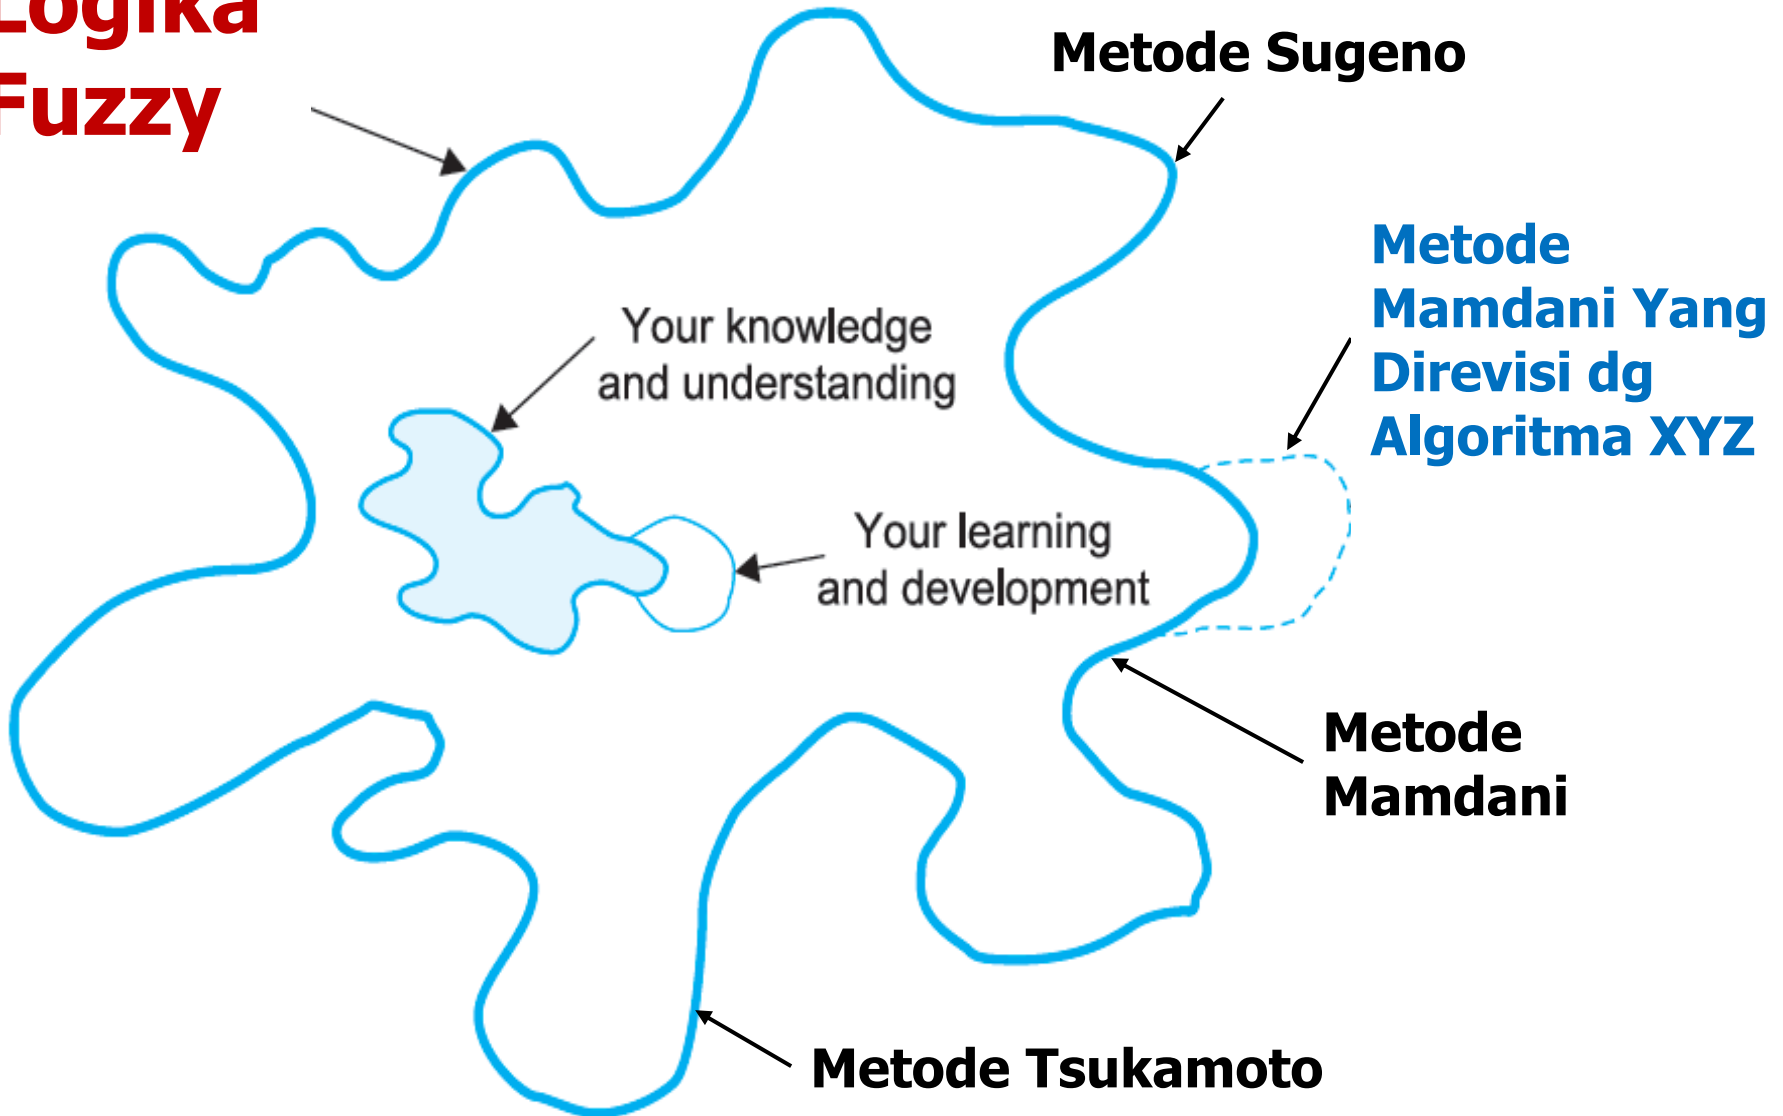 Logika
Fuzzy
Metode Sugeno
Metode
Mamdani Yang
Direvisi dg
Algoritma XYZ
Your knowledge
and understanding
Your learning
and development
Metode
Mamdani
Metode Tsukamoto